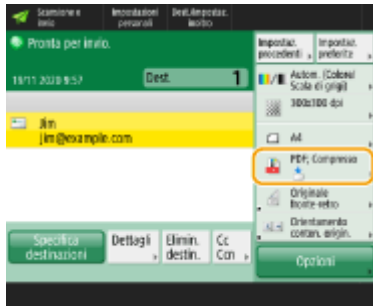 Scansione e
invio
Impostazioni
personali
Dest./impostaz.
inoltro
Pronta per invio.
19/11 2020 9:57
Dest.
1
Jim
jim@example.com
Specifica
destinazioni
Dettagli
Elimin.
destin.
Cc
Ccn
Impostaz.
precedenti
Impostaz.
preferite
Autom. (Colore/
Scala di grigi)
300x300 dpi
A4
PDF; Compresso
Originale
fronte-retro
Orientamento
conten. origin.
Opzioni